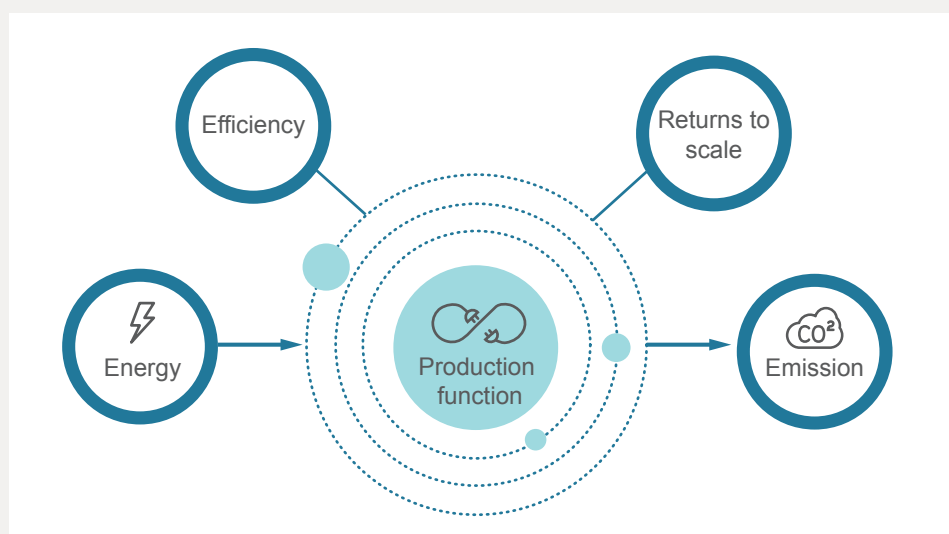 Efficiency
Returns to
scale
Energy
Production
function
CO²
Emission